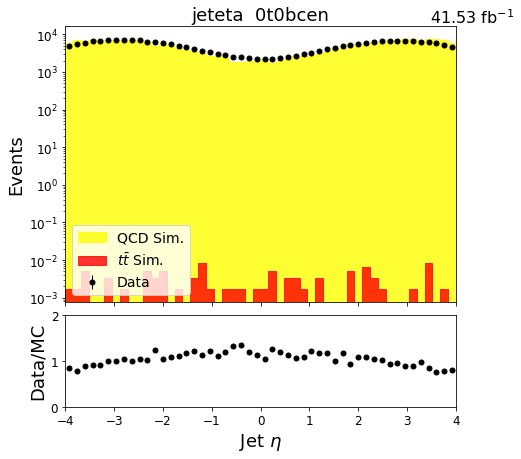 jeteta 0t0bcen
41.53 fb⁻¹
Events
10⁴
10³
10²
10¹
10⁰
10⁻¹
10⁻²
10⁻³
QCD Sim.
tt̄ Sim.
Data
Data/MC
2
1
0
−4 −3 −2 −1 0 1 2 3 4
Jet η